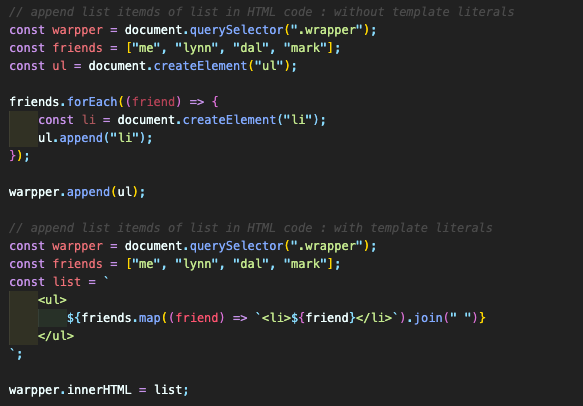 // append list itemds of list in HTML code : without template literals
const warpper = document.querySelector(".wrapper");
const friends = ["me", "lynn", "dal", "mark"];
const ul = document.createElement("ul");
friends.forEach((friend) => {
    const li = document.createElement("li");
    ul.append("li");
});
warpper.append(ul);
// append list itemds of list in HTML code : with template literals
const warpper = document.querySelector(".wrapper");
const friends = ["me", "lynn", "dal", "mark"];
const list = `
    <ul>
        ${friends.map((friend) => `<li>${friend}</li>`).join(" ")}
    </ul>
`;
warpper.innerHTML = list;